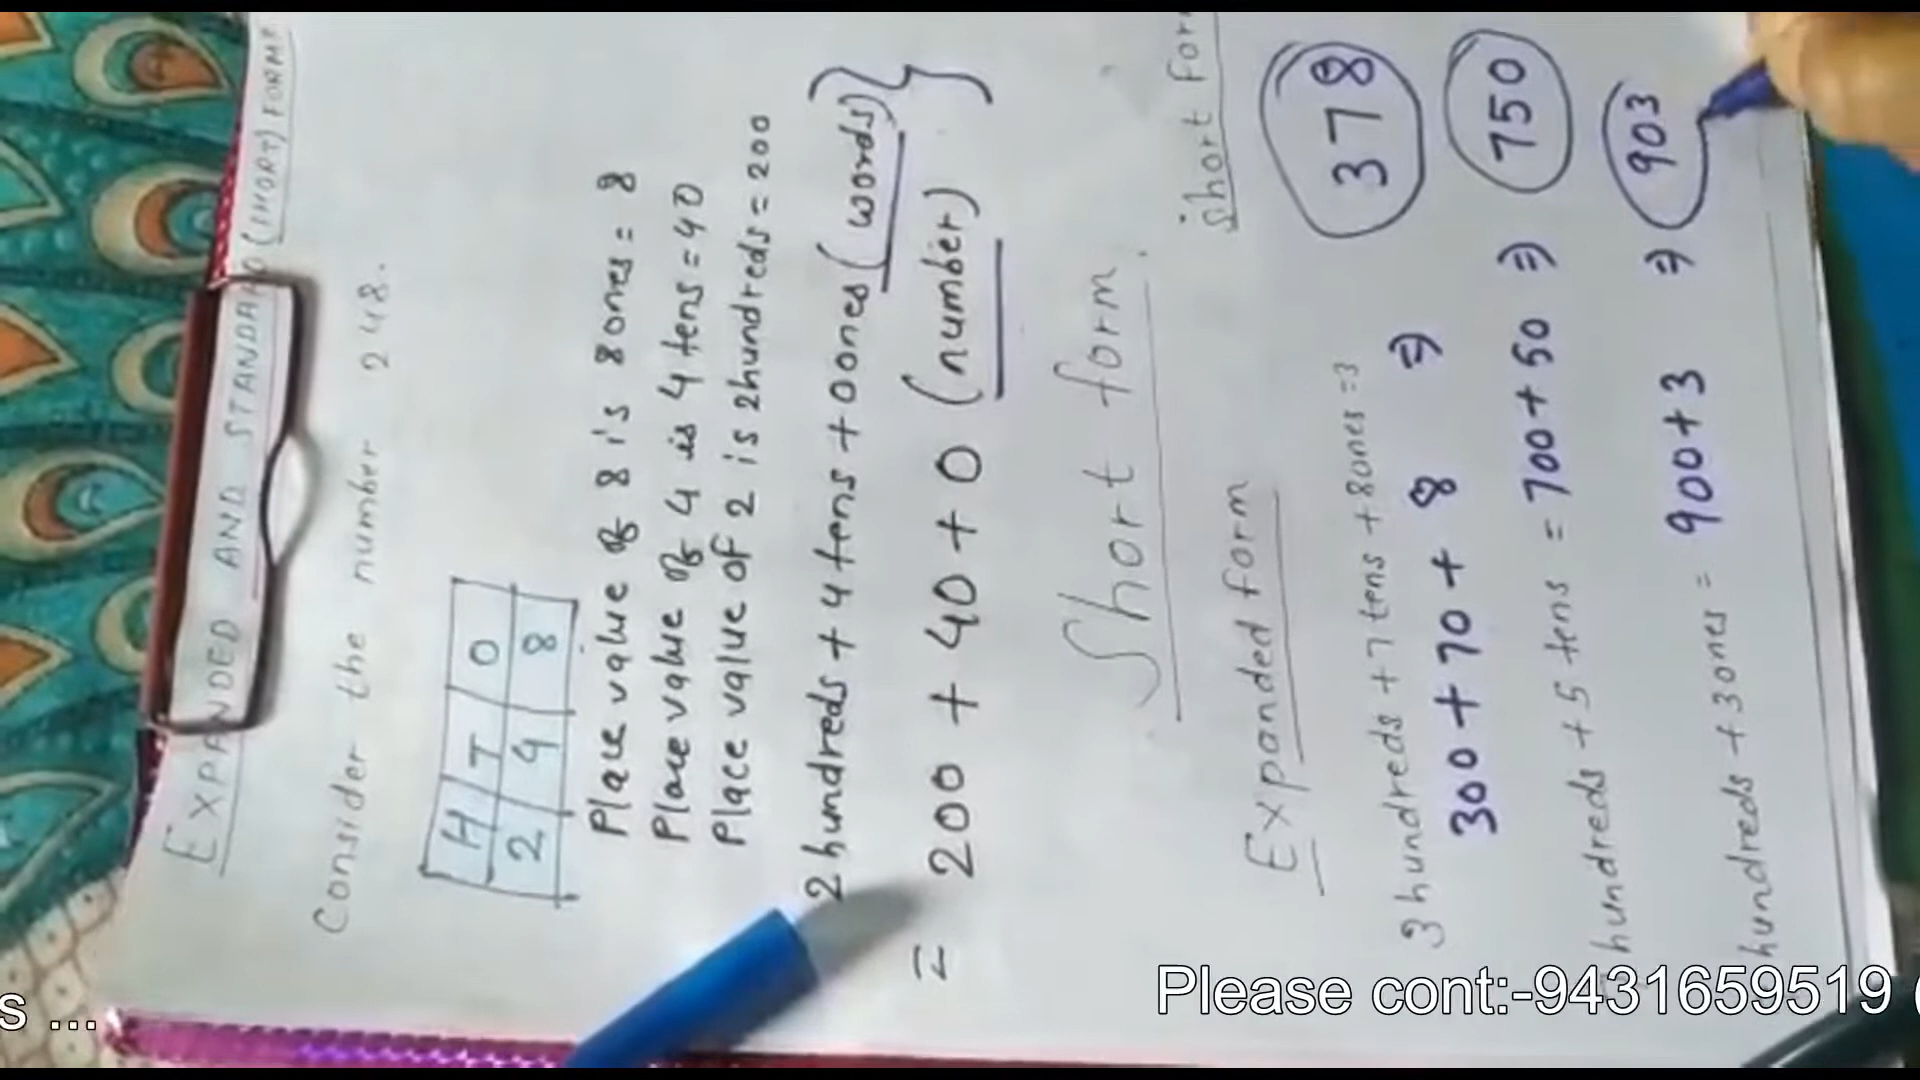 EXPANDED AND STANDARD (SHORT) FORM
Consider the number 248.
H T O
2 4 8
Place value of 8 is 8 ones = 8
Place value of 4 is 4 tens = 40
Place value of 2 is 2 hundreds = 200
2 hundreds + 4 tens + 0 ones (words)
= 200 + 40 + 0 (number)
Short form
Expanded form short form
3 hundreds + 7 tens + 8 ones =
300 + 70 + 8 ⇒ 378
hundreds + 5 tens = 700 + 50 ⇒ 750
hundreds + 3 ones = 900 + 3 ⇒ 903
s ...
Please cont:-9431659519 (